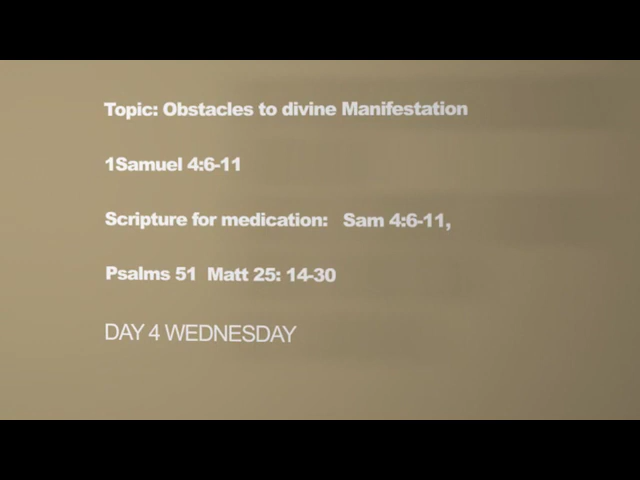 Topic: Obstacles to divine Manifestation
1Samuel 4:6-11
Scripture for medication: Sam 4:6-11,
Psalms 51 Matt 25: 14-30
DAY 4 WEDNESDAY